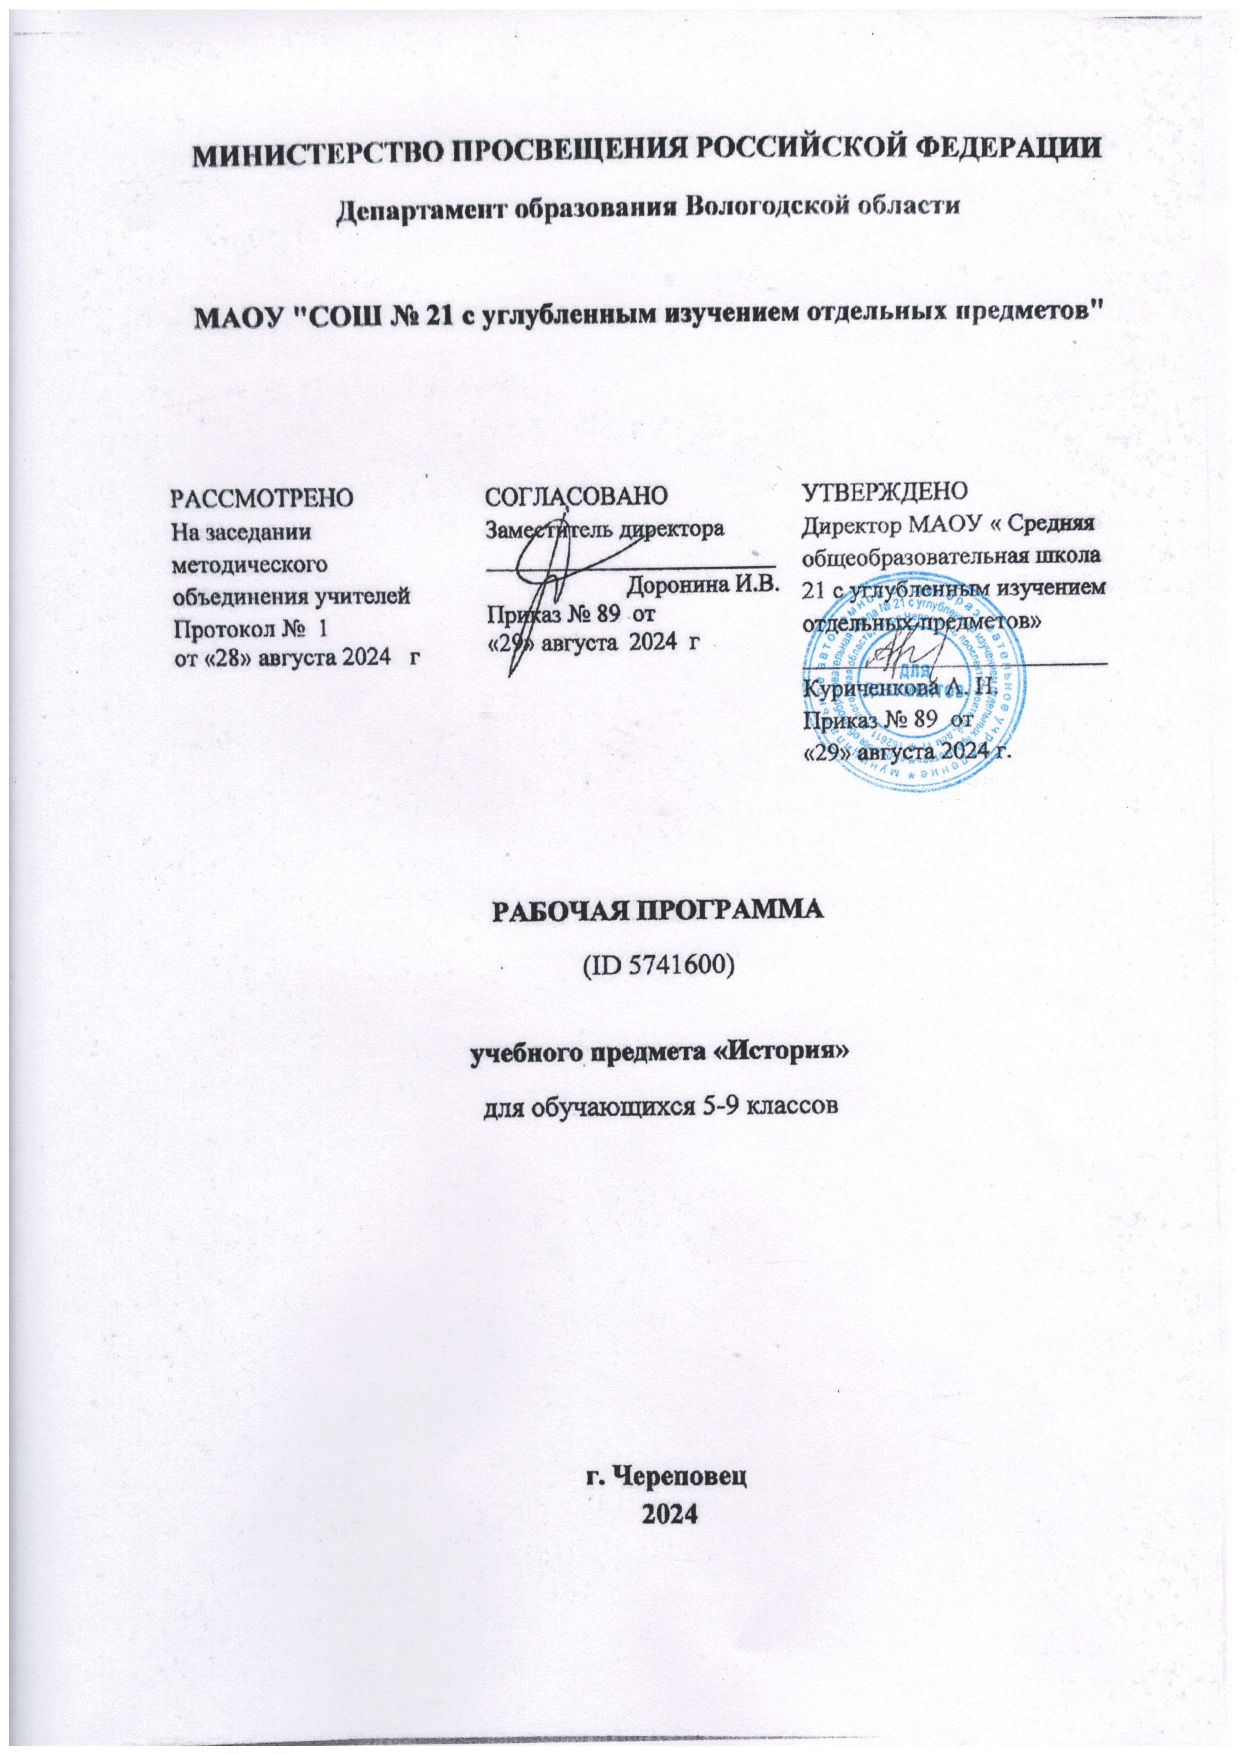 МИНИСТЕРСТВО ПРОСВЕЩЕНИЯ РОССИЙСКОЙ ФЕДЕРАЦИИ
Департамент образования Вологодской области
МАОУ "СОШ № 21 с углубленным изучением отдельных предметов"
РАССМОТРЕНО
На заседании
методического
объединения учителей
Протокол № 1
от «28» августа 2024 г
СОГЛАСОВАНО
Заместитель директора
Доронина И.В.
Приказ № 89 от
«29» августа 2024 г
УТВЕРЖДЕНО
Директор МАОУ « Средняя
общеобразовательная школа
21 с углубленным изучением
отдельных предметов»
Куриченкова А. Н.
Приказ № 89 от
«29» августа 2024 г.
для
РАБОЧАЯ ПРОГРАММА
(ID 5741600)
учебного предмета «История»
для обучающихся 5-9 классов
г. Череповец
2024